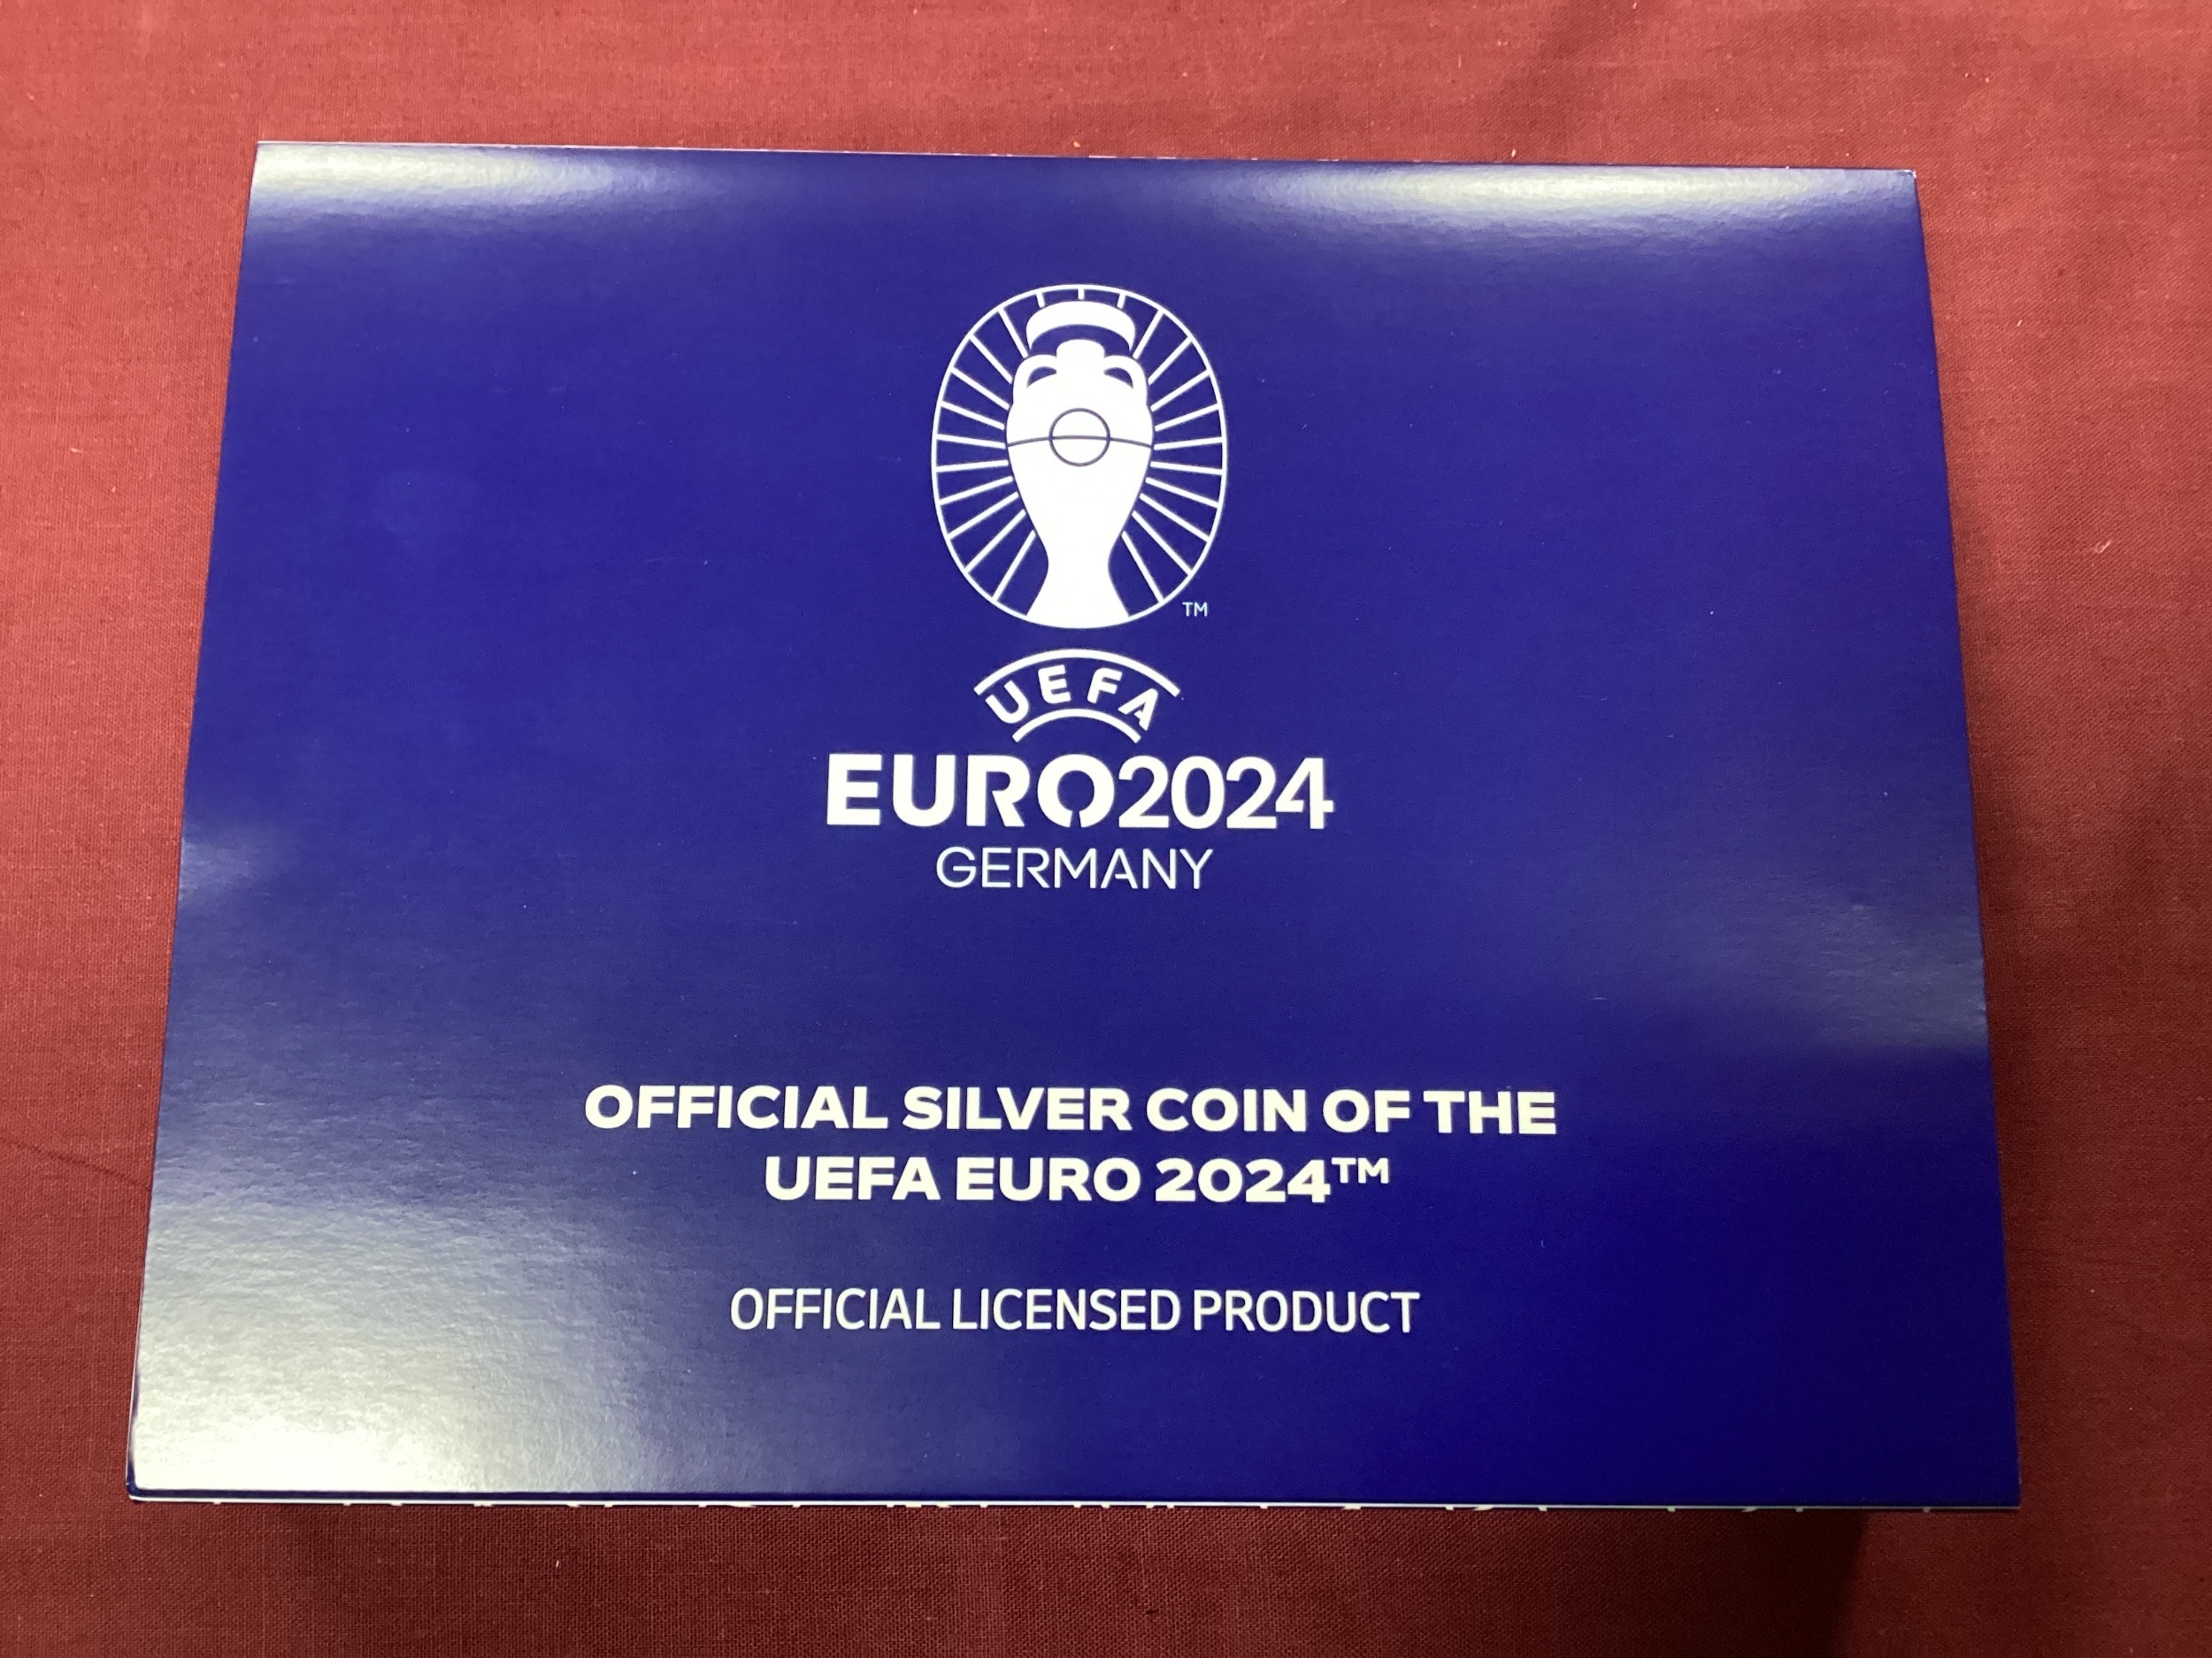 TM
UEFA
EURO2024
GERMANY
OFFICIAL SILVER COIN OF THE
UEFA EURO 2024™
OFFICIAL LICENSED PRODUCT